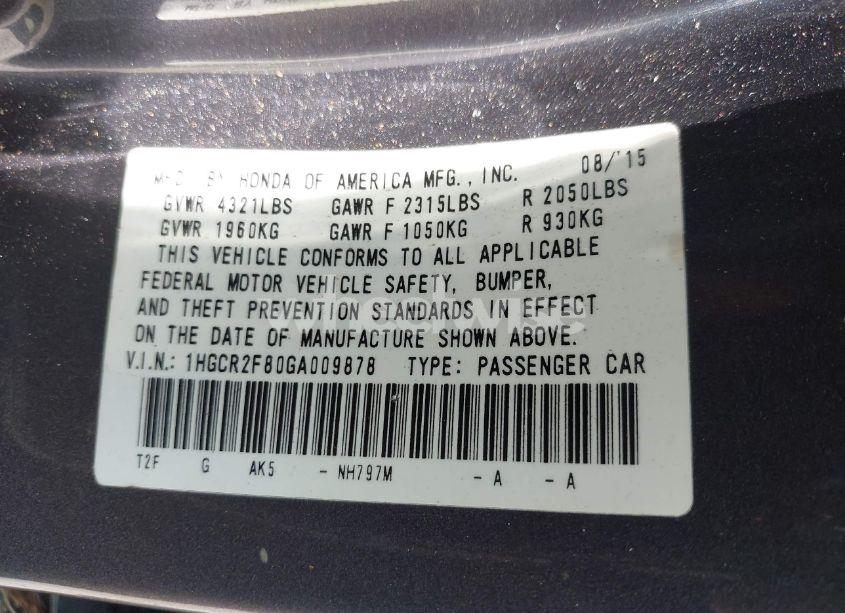 MFD. BY HONDA OF AMERICA MFG., INC. 08/'15
GVWR 4321LBS GAWR F 2315LBS R 2050LBS
GVWR 1960KG GAWR F 1050KG R 930KG
THIS VEHICLE CONFORMS TO ALL APPLICABLE
FEDERAL MOTOR VEHICLE SAFETY, BUMPER,
AND THEFT PREVENTION STANDARDS IN EFFECT
ON THE DATE OF MANUFACTURE SHOWN ABOVE.
V.I.N.: 1HGCR2F80GA009878 TYPE: PASSENGER CAR
T2F G AK5 - NH797M - A - A